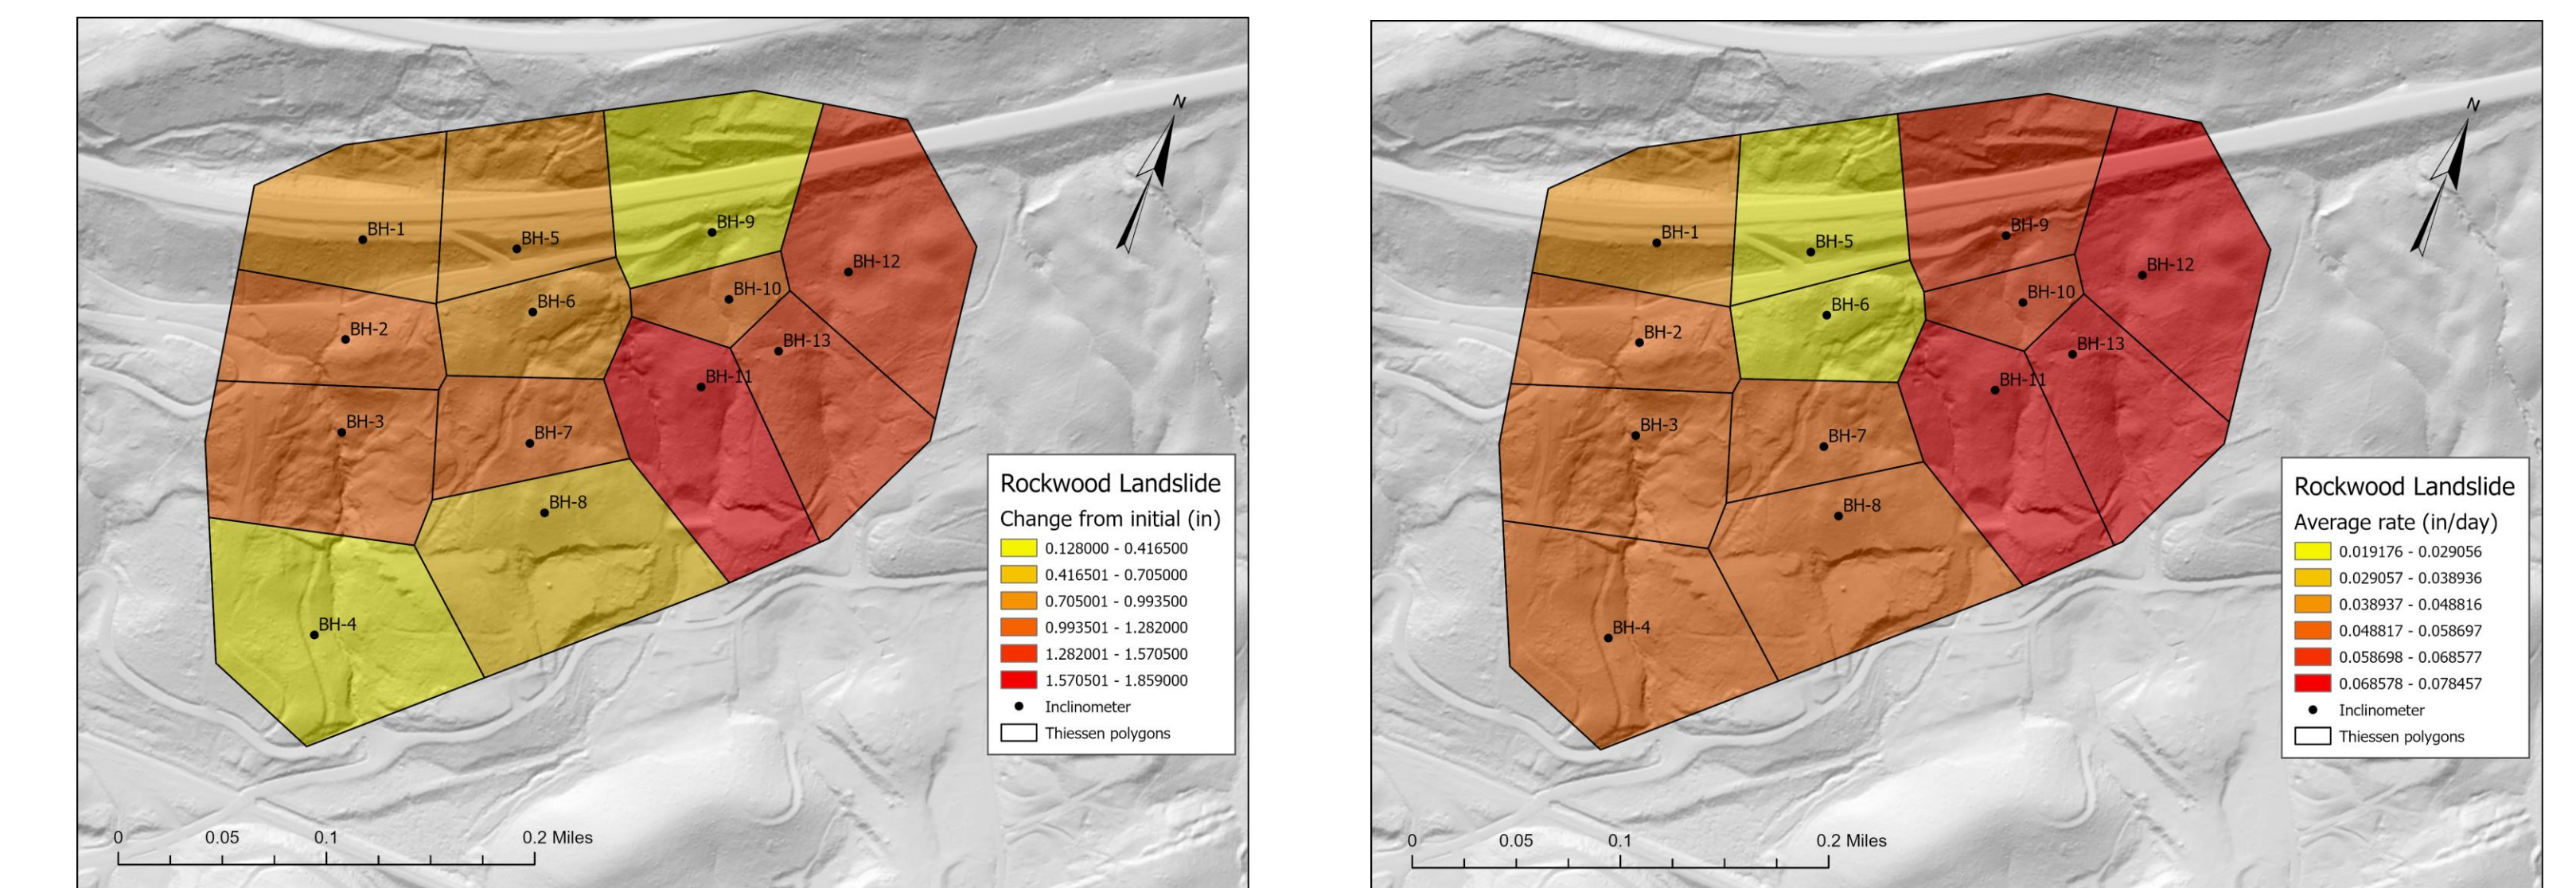 N
BH-1
BH-5
BH-9
BH-12
BH-6
BH-10
BH-2
BH-13
BH-11
BH-3
BH-7
BH-8
BH-4
Rockwood Landslide
Change from initial (in)
0.128000 - 0.416500
0.416501 - 0.705000
0.705001 - 0.993500
0.993501 - 1.282000
1.282001 - 1.570500
1.570501 - 1.859000
Inclinometer
Thiessen polygons
0 0.05 0.1 0.2 Miles
N
BH-1
BH-5
BH-9
BH-12
BH-6
BH-10
BH-2
BH-13
BH-11
BH-3
BH-7
BH-8
BH-4
Rockwood Landslide
Average rate (in/day)
0.019176 - 0.029056
0.029057 - 0.038936
0.038937 - 0.048816
0.048817 - 0.058697
0.058698 - 0.068577
0.068578 - 0.078457
Inclinometer
Thiessen polygons
0 0.05 0.1 0.2 Miles